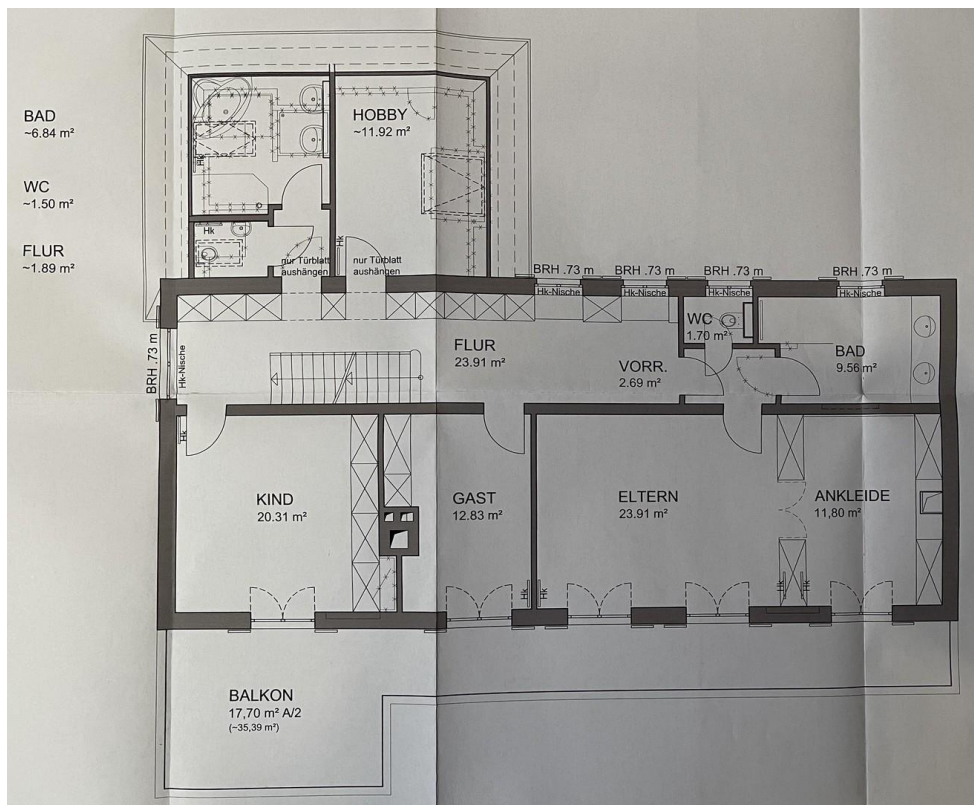 BAD
~6.84 m²
WC
~1.50 m²
FLUR
~1.89 m²
HOBBY
~11.92 m²
Hk
Hk
Hk
nur Türblatt
aushängen
nur Türblatt
aushängen
BRH .73 m
BRH .73 m
BRH .73 m
BRH .73 m
Hk-Nische
Hk-Nische
Hk-Nische
Hk-Nische
BRH .73 m
Hk-Nische
FLUR
23.91 m²
VORR.
2.69 m²
WC
1.70 m²
BAD
9.56 m²
Hk
KIND
20.31 m²
GAST
12.83 m²
ELTERN
23.91 m²
ANKLEIDE
11,80 m²
Hk
Hk
Hk
Hk
BALKON
17,70 m² A/2
(~35,39 m²)